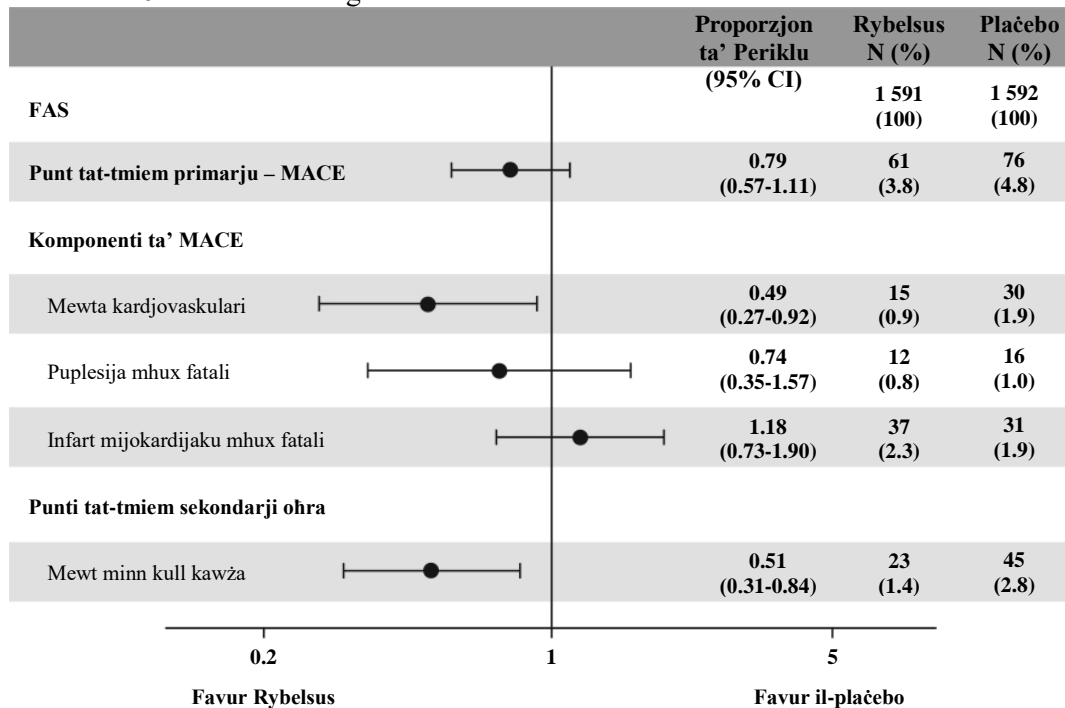 Proporzjon Rybelsus Plaċebo
ta’ Periklu N (%) N (%)
(95% CI)
FAS 1 591 1 592
(100) (100)
Punt tat-tmiem primarju – MACE 0.79 61 76
(0.57-1.11) (3.8) (4.8)
Komponenti ta’ MACE
Mewta kardjovaskulari 0.49 15 30
(0.27-0.92) (0.9) (1.9)
Puplesija mhux fatali 0.74 12 16
(0.35-1.57) (0.8) (1.0)
Infart mijokardijaku mhux fatali 1.18 37 31
(0.73-1.90) (2.3) (1.9)
Punti tat-tmiem sekondarji oħra
Mewt minn kull kawża 0.51 23 45
(0.31-0.84) (1.4) (2.8)
0.2 1 5
Favur Rybelsus Favur il-plaċebo